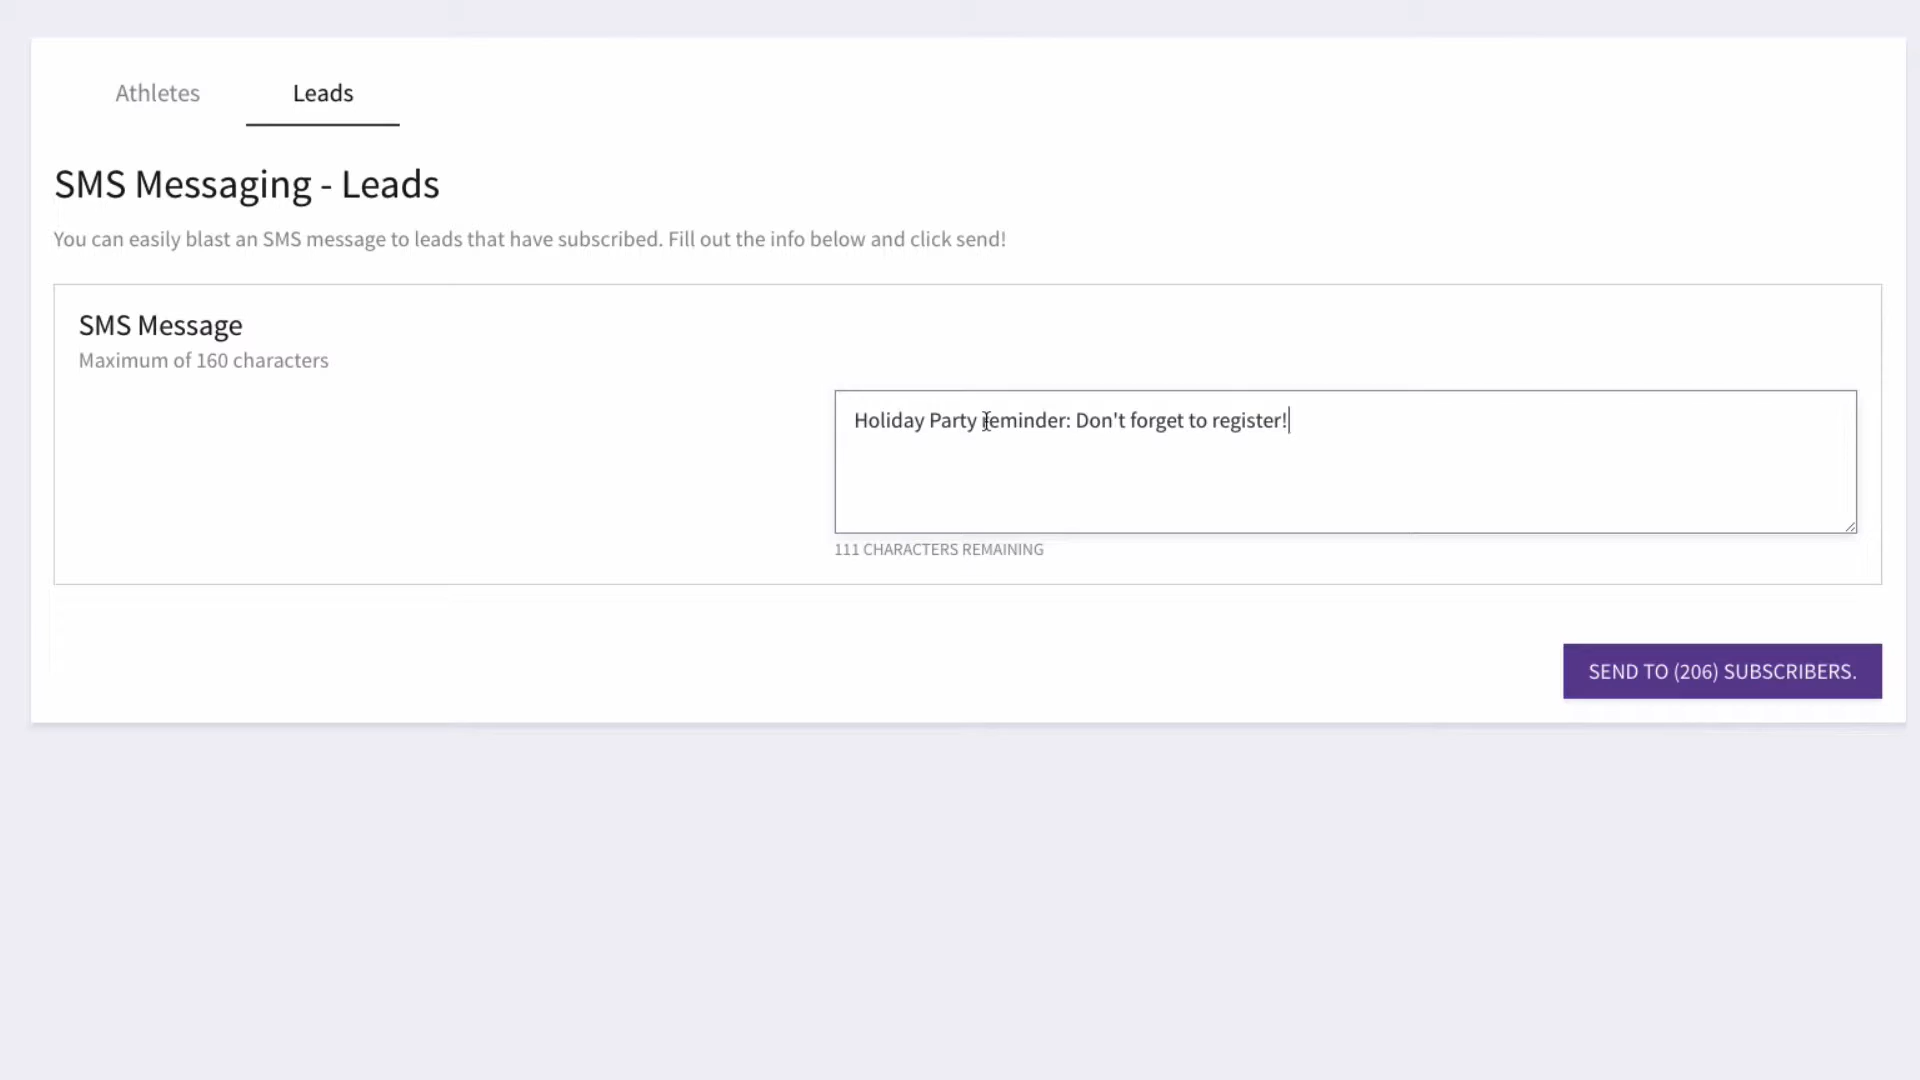 Athletes
Leads
SMS Messaging - Leads
You can easily blast an SMS message to leads that have subscribed. Fill out the info below and click send!
SMS Message
Maximum of 160 characters
Holiday Party reminder: Don't forget to register!
111 CHARACTERS REMAINING
SEND TO (206) SUBSCRIBERS.